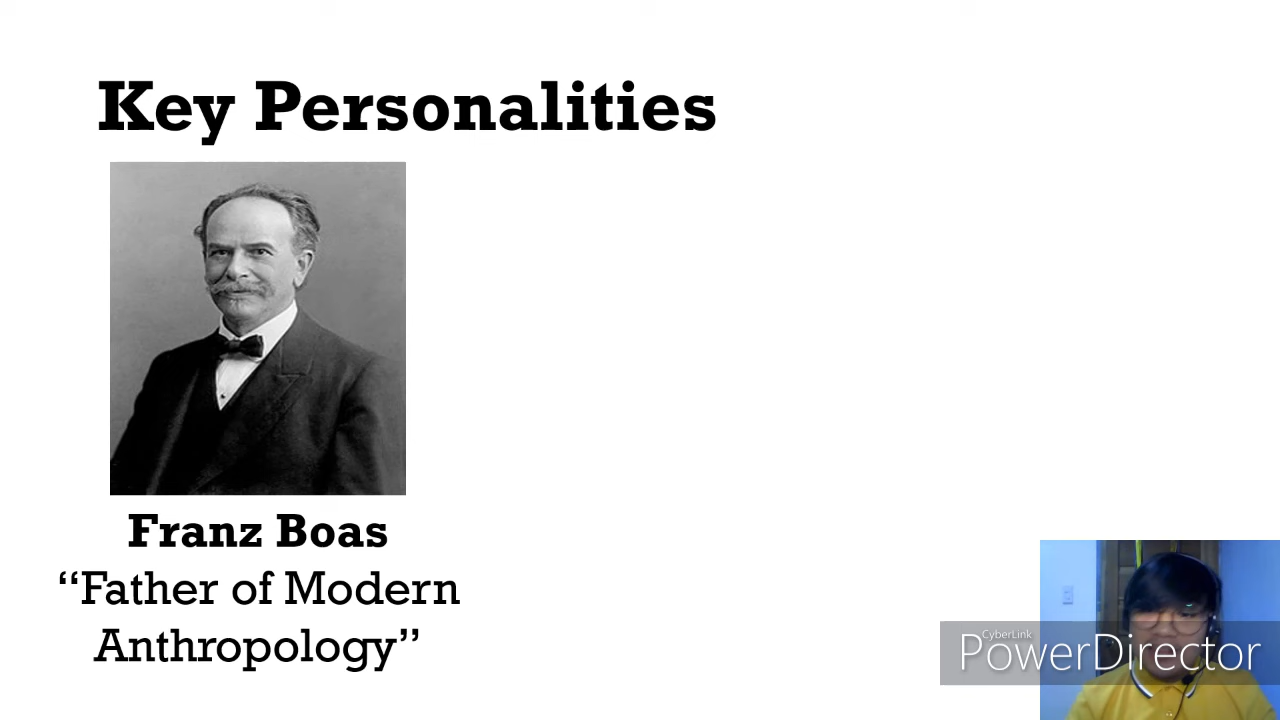 Key Personalities
Franz Boas
“Father of Modern
Anthropology”
CyberLink
PowerDirector